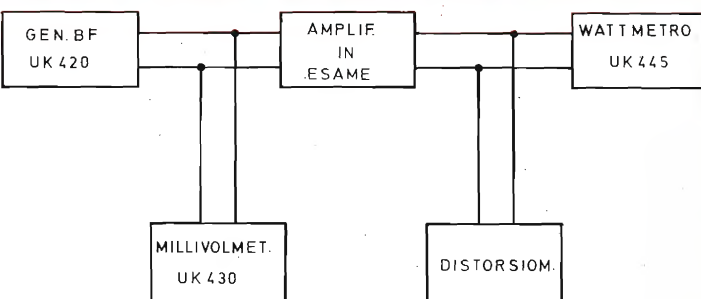 GEN. BF
UK 420
AMPLIF.
IN
ESAME
WATTMETRO
UK 445
MILLIVOLMET.
UK 430
DISTORSIOM.